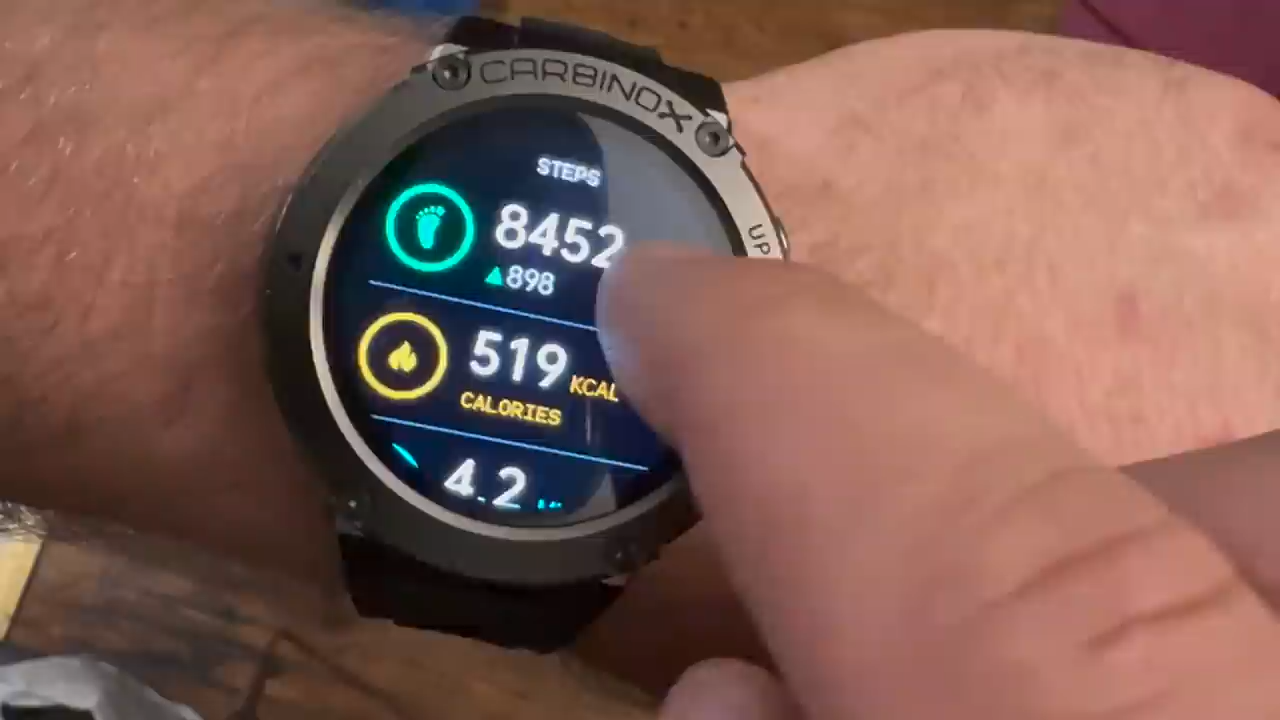 CARBINOX
UP
STEPS
8452
▲898
519 KCAL
CALORIES
4.2